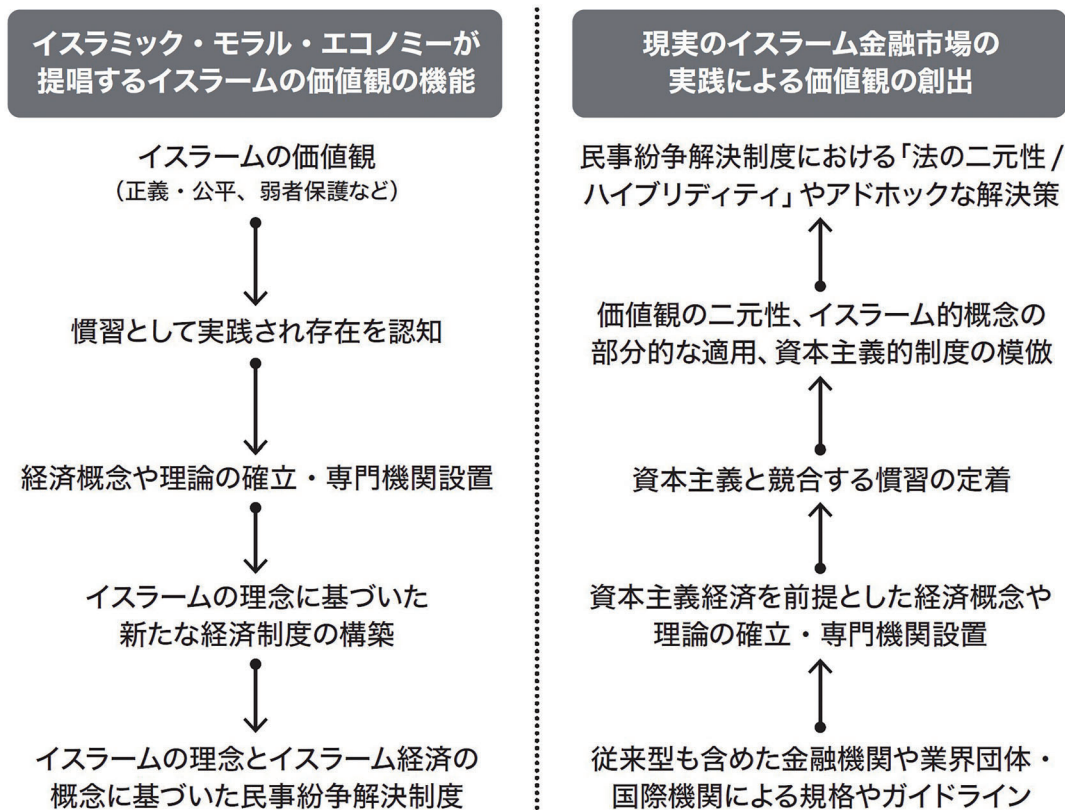 イスラミック・モラル・エコノミーが
提唱するイスラームの価値観の機能
イスラームの価値観
（正義・公平、弱者保護など）
慣習として実践され存在を認知
経済概念や理論の確立・専門機関設置
イスラームの理念に基づいた
新たな経済制度の構築
イスラームの理念とイスラーム経済の
概念に基づいた民事紛争解決制度
現実のイスラーム金融市場の
実践による価値観の創出
民事紛争解決制度における「法の二元性/
ハイブリディティ」やアドホックな解決策
価値観の二元性、イスラーム的概念の
部分的な適用、資本主義的制度の模倣
資本主義と競合する慣習の定着
資本主義経済を前提とした経済概念や
理論の確立・専門機関設置
従来型も含めた金融機関や業界団体・
国際機関による規格やガイドライン